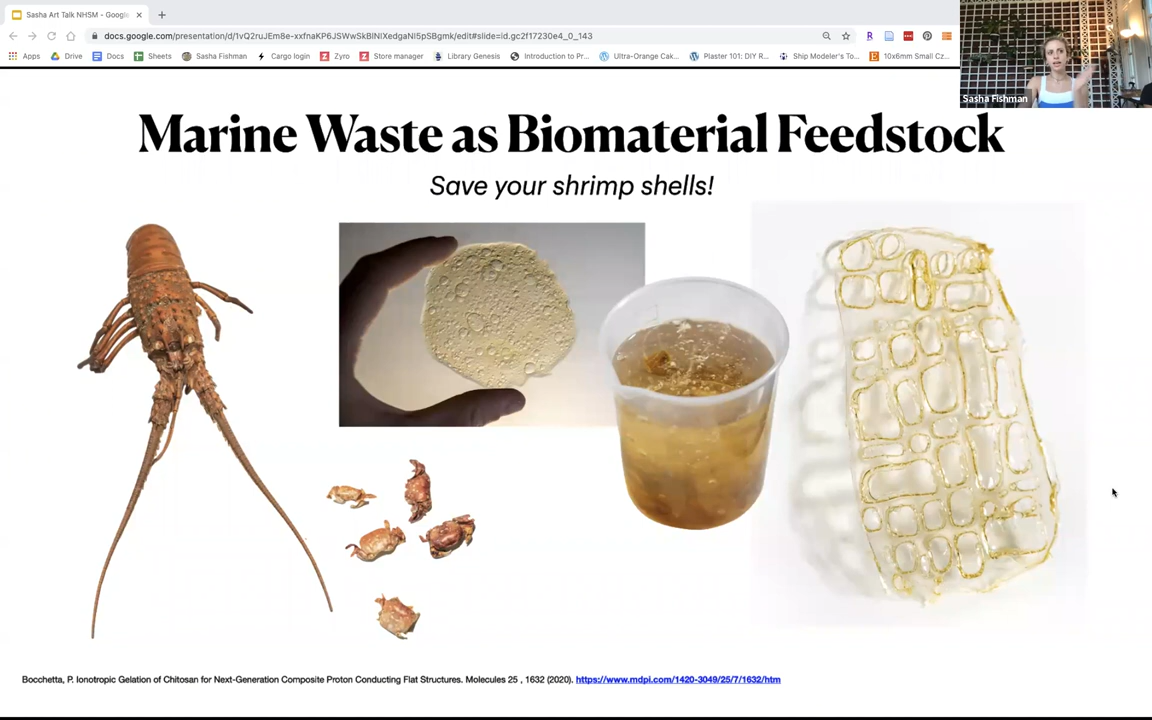 Sasha Art Talk NHSM - Google
docs.google.com/presentation/d/1vQ2ruJEm8e-xxfnaKP6JSWwSkBlNlXedgaNl5pSBgmk/edit#slide=id.gc2f17230e4_0_143
Apps Drive Docs Sheets Sasha Fishman Cargo login Zyro Store manager Library Genesis Introduction to Pr... Ultra-Orange Cak... Plaster 101: DIY R... Ship Modeler's To... 10x6mm Small Cz...
Sasha Fishman
Marine Waste as Biomaterial Feedstock
Save your shrimp shells!
Bocchetta, P. Ionotropic Gelation of Chitosan for Next-Generation Composite Proton Conducting Flat Structures. Molecules 25 , 1632 (2020). https://www.mdpi.com/1420-3049/25/7/1632/htm